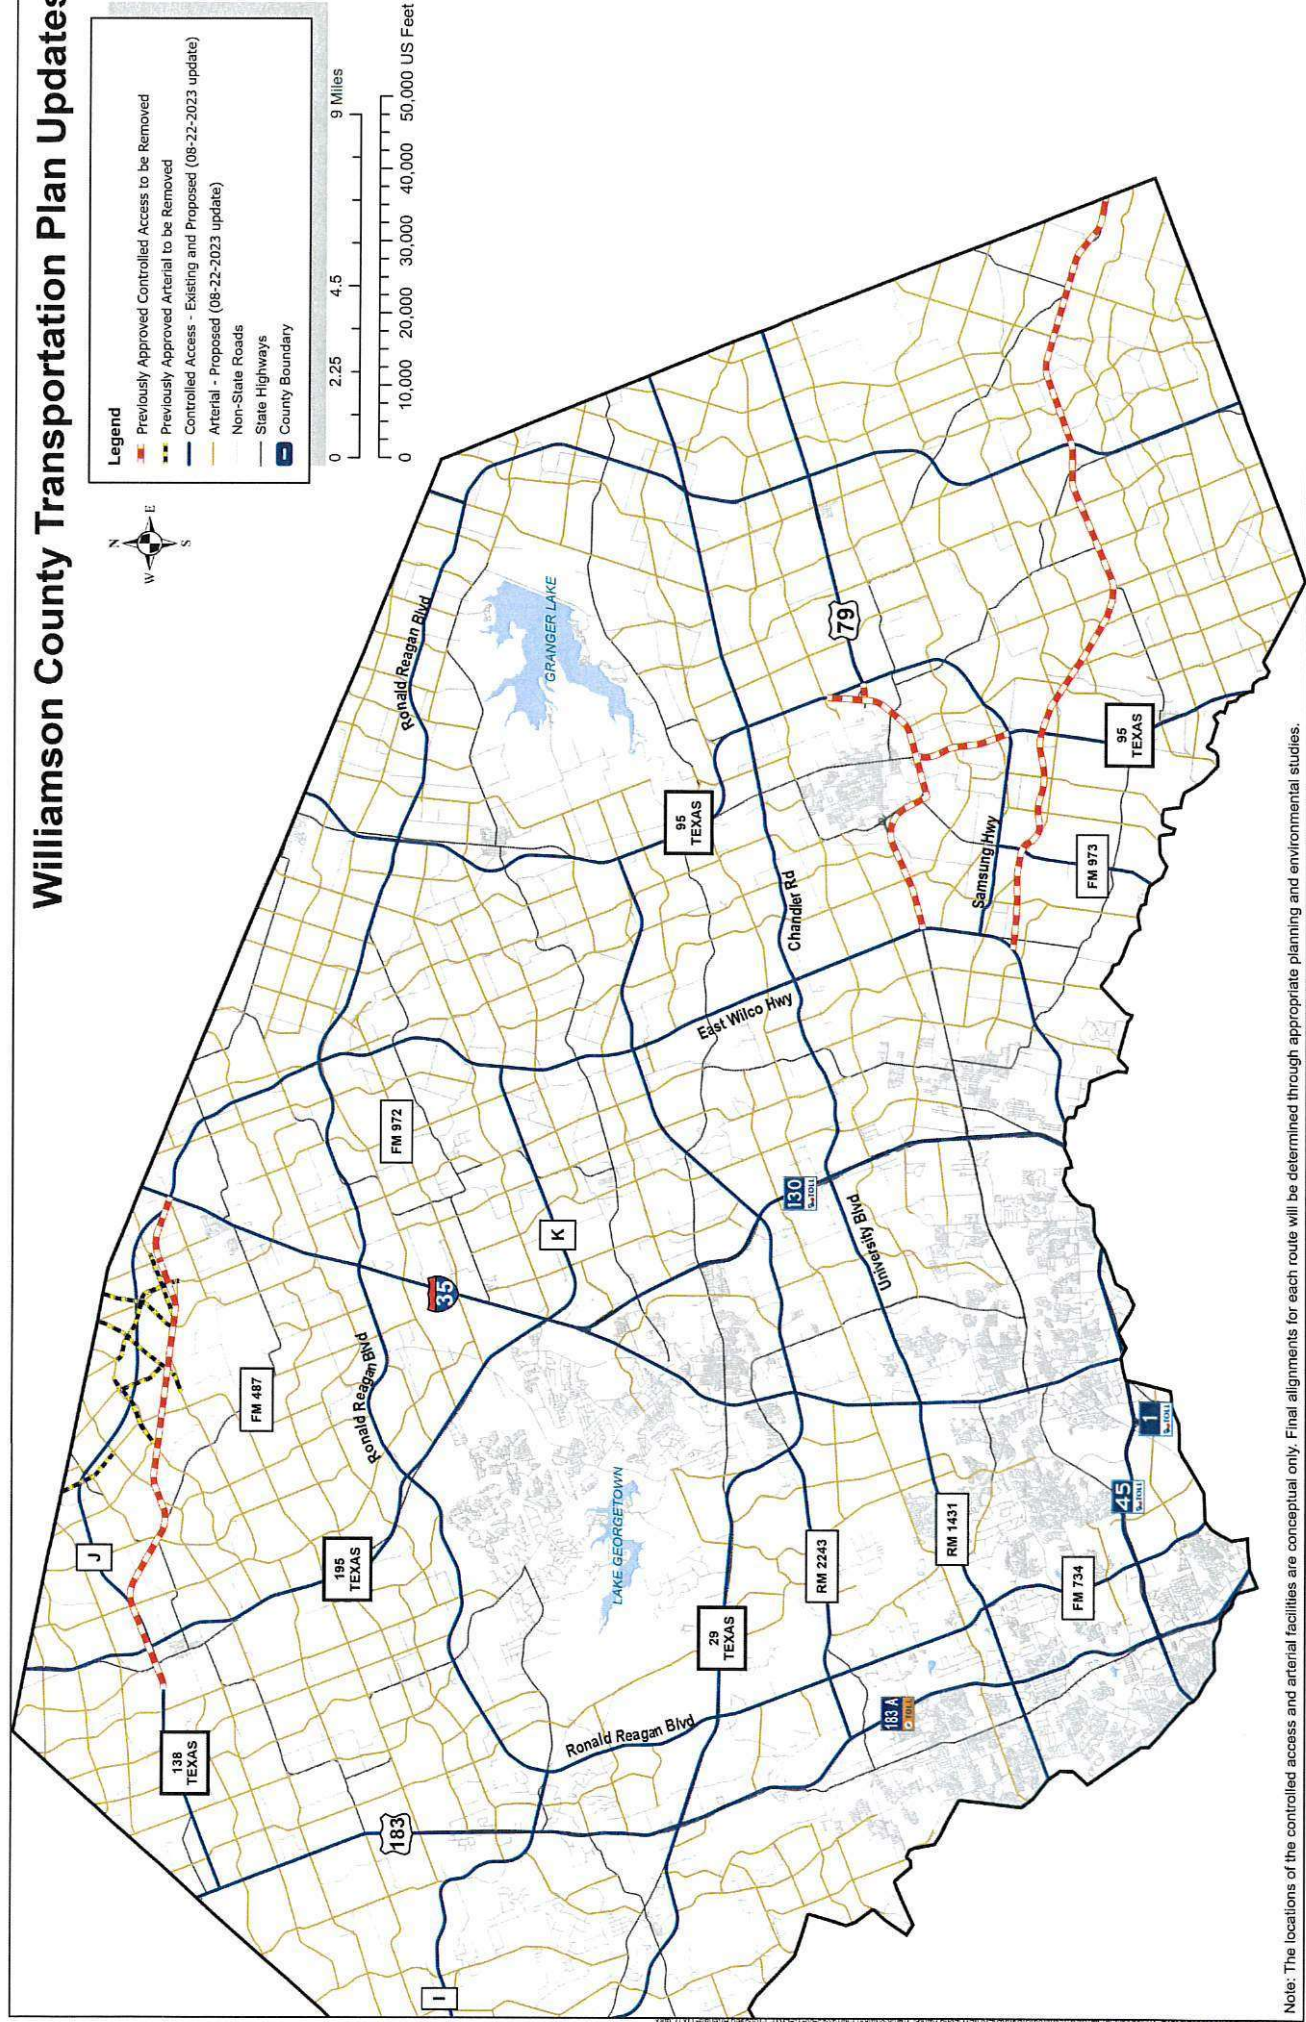 Williamson County Transportation Plan Updates
Legend
Previously Approved Controlled Access to be Removed
Previously Approved Arterial to be Removed
Controlled Access - Existing and Proposed (08-22-2023 update)
Arterial - Proposed (08-22-2023 update)
Non-State Roads
State Highways
County Boundary
N
W E
S
0 2.25 4.5 9 Miles
0 10,000 20,000 30,000 40,000 50,000 US Feet
J
138
TEXAS
195
TEXAS
FM 487
183
I
Ronald Reagan Blvd
35
FM 972
Ronald Reagan Blvd
K
GRANGER LAKE
LAKE GEORGETOWN
Ronald Reagan Blvd
29
TEXAS
95
TEXAS
East Wilco Hwy
Chandler Rd
130
TOLL
University Blvd
RM 2243
183 A
TOLL
RM 1431
79
Samsung Hwy
FM 973
95
TEXAS
FM 734
45
TOLL
1
TOLL
Note: The locations of the controlled access and arterial facilities are conceptual only. Final alignments for each route will be determined through appropriate planning and environmental studies.